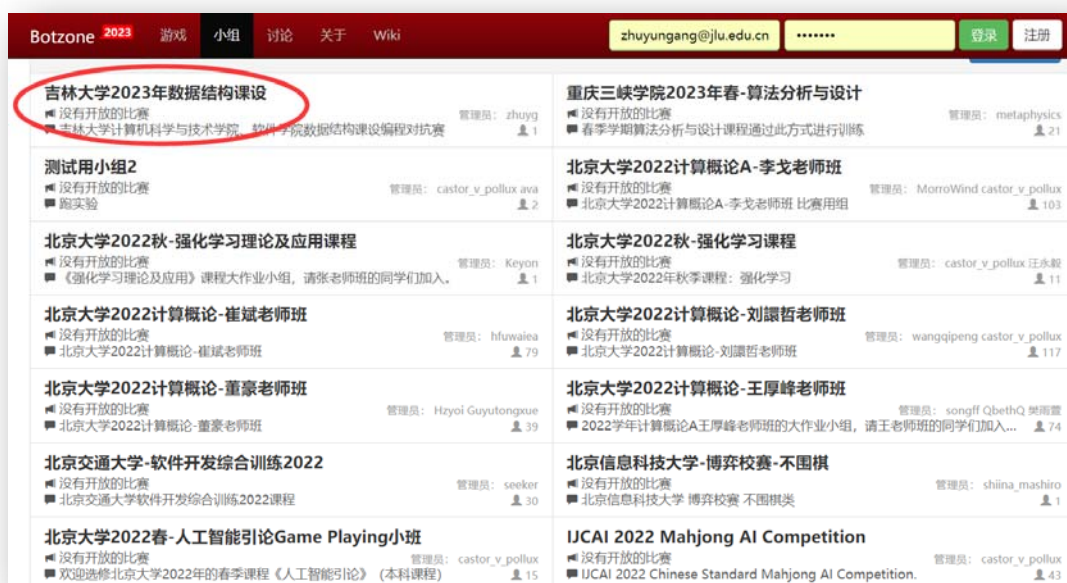 Botzone 2023 游戏 小组 讨论 关于 Wiki zhuyungang@jlu.edu.cn ••••••• 登录 注册
吉林大学2023年数据结构课设
没有开放的比赛 管理员: zhuyg
吉林大学计算机科学与技术学院、软件学院数据结构课设编程对抗赛 1
重庆三峡学院2023年春-算法分析与设计
没有开放的比赛 管理员: metaphysics
春季学期算法分析与设计课程通过此方式进行训练 21
测试用小组2
没有开放的比赛 管理员: castor_v_pollux ava
跑实验 2
北京大学2022计算概论A-李戈老师班
没有开放的比赛 管理员: MorroWind castor_v_pollux
北京大学2022计算概论A-李戈老师班 比赛用组 103
北京大学2022秋-强化学习理论及应用课程
没有开放的比赛 管理员: Keyon
《强化学习理论及应用》课程大作业小组，请张老师班的同学们加入。 1
北京大学2022秋-强化学习课程
没有开放的比赛 管理员: castor_v_pollux 汪永毅
北京大学2022年秋季课程：强化学习 11
北京大学2022计算概论-崔斌老师班
没有开放的比赛 管理员: hfuwaiea
北京大学2022计算概论-崔斌老师班 79
北京大学2022计算概论-刘譞哲老师班
没有开放的比赛 管理员: wangqipeng castor_v_pollux
北京大学2022计算概论-刘譞哲老师班 117
北京大学2022计算概论-董豪老师班
没有开放的比赛 管理员: Hzyoi Guyutongxue
北京大学2022计算概论-董豪老师班 39
北京大学2022计算概论-王厚峰老师班
没有开放的比赛 管理员: songff QbethQ 樊雨萱
2022学年计算概论A王厚峰老师班的大作业小组，请王老师班的同学们加入... 74
北京交通大学-软件开发综合训练2022
没有开放的比赛 管理员: seeker
北京交通大学软件开发综合训练2022课程 30
北京信息科技大学-博弈校赛-不围棋
没有开放的比赛 管理员: shiina_mashiro
北京信息科技大学 博弈校赛 不围棋类 1
北京大学2022春-人工智能引论Game Playing小班
没有开放的比赛 管理员: castor_v_pollux
欢迎选修北京大学2022年的春季课程《人工智能引论》（本科课程） 15
IJCAI 2022 Mahjong AI Competition
没有开放的比赛 管理员: castor_v_pollux
IJCAI 2022 Chinese Standard Mahjong AI Competition. 43